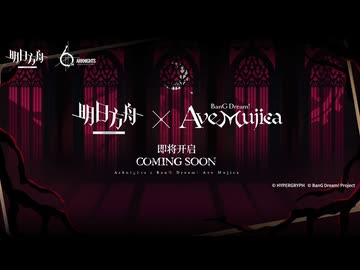 明日方舟
ARKNIGHTS
明日方舟 × BanG Dream!
Ave Mujica
即将开启
COMING SOON
Arknights x BanG Dream! Ave Mujica
© HYPERGRYPH © BanG Dream! Project